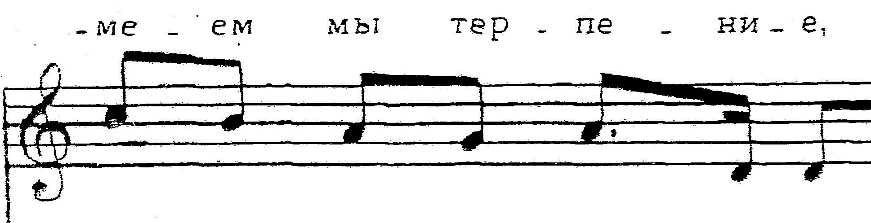 -ме - ем мы тер - пе - ни - е,